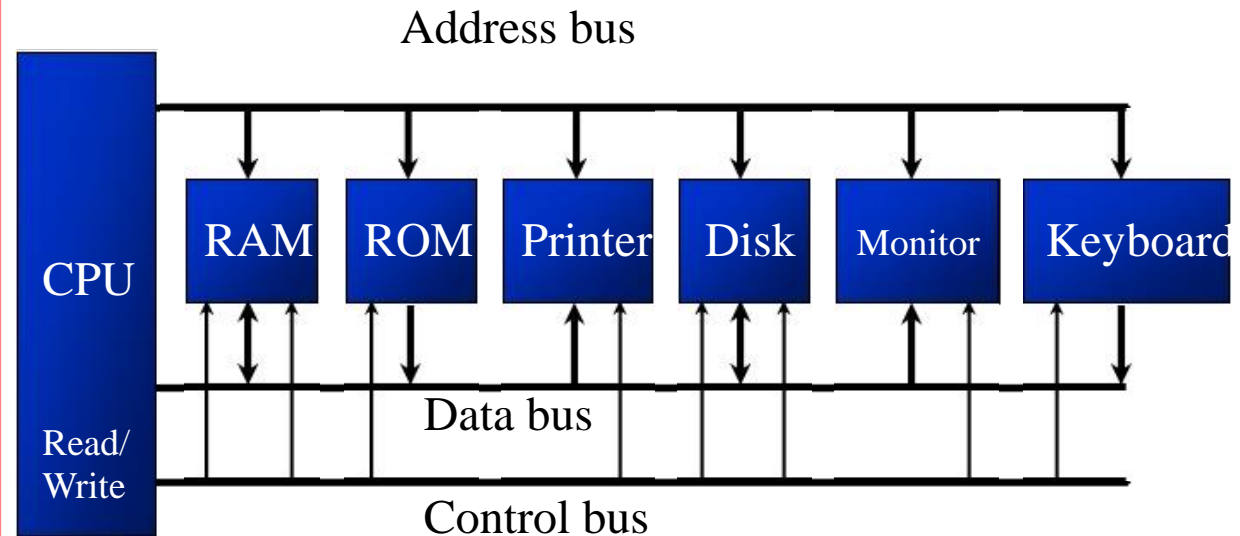 Address bus
CPU
RAM
ROM
Printer
Disk
Monitor
Keyboard
Data bus
Read/
Write
Control bus